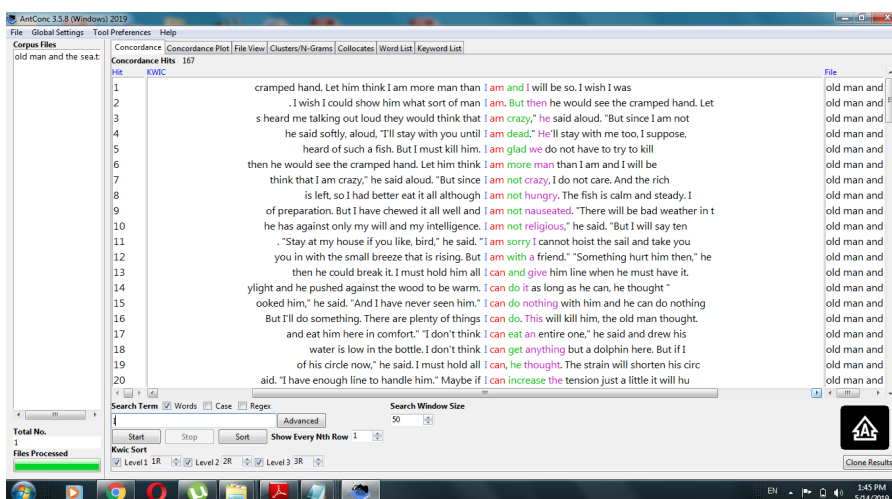 AntConc 3.5.8 (Windows) 2019
File Global Settings Tool Preferences Help
Corpus Files
old man and the sea.t:
Concordance Concordance Plot File View Clusters/N-Grams Collocates Word List Keyword List
Concordance Hits 167
Hit KWIC File
1 cramped hand. Let him think I am more man than I am and I will be so. I wish I was old man and
2 . I wish I could show him what sort of man I am. But then he would see the cramped hand. Let old man and
3 s heard me talking out loud they would think that I am crazy," he said aloud. "But since I am not old man and
4 he said softly, aloud, "I'll stay with you until I am dead." He'll stay with me too, I suppose, old man and
5 heard of such a fish. But I must kill him. I am glad we do not have to try to kill old man and
6 then he would see the cramped hand. Let him think I am more man than I am and I will be old man and
7 think that I am crazy," he said aloud. "But since I am not crazy, I do not care. And the rich old man and
8 is left, so I had better eat it all although I am not hungry. The fish is calm and steady. I old man and
9 of preparation. But I have chewed it all well and I am not nauseated. "There will be bad weather in t old man and
10 he has against only my will and my intelligence. I am not religious," he said. "But I will say ten old man and
11 . "Stay at my house if you like, bird," he said. "I am sorry I cannot hoist the sail and take you old man and
12 you in with the small breeze that is rising. But I am with a friend." "Something hurt him then," he old man and
13 then he could break it. I must hold him all I can and give him line when he must have it. old man and
14 ylight and he pushed against the wood to be warm. I can do it as long as he can, he thought " old man and
15 ooked him," he said. "And I have never seen him." I can do nothing with him and he can do nothing old man and
16 But I'll do something. There are plenty of things I can do. This will kill him, the old man thought. old man and
17 and eat him here in comfort." "I don't think I can eat an entire one," he said and drew his old man and
18 water is low in the bottle. I don't think I can get anything but a dolphin here. But if I old man and
19 of his circle now," he said. I must hold all I can, he thought. The strain will shorten his circ old man and
20 aid. "I have enough line to handle him." Maybe if I can increase the tension just a little it will hu old man and
Search Term Words Case Regex Search Window Size
I Advanced 50
Start Stop Sort Show Every Nth Row 1
Kwic Sort
Level 1 1R Level 2 2R Level 3 3R
Total No.
1
Files Processed
Clone Results
EN 1:45 PM
5/14/2019